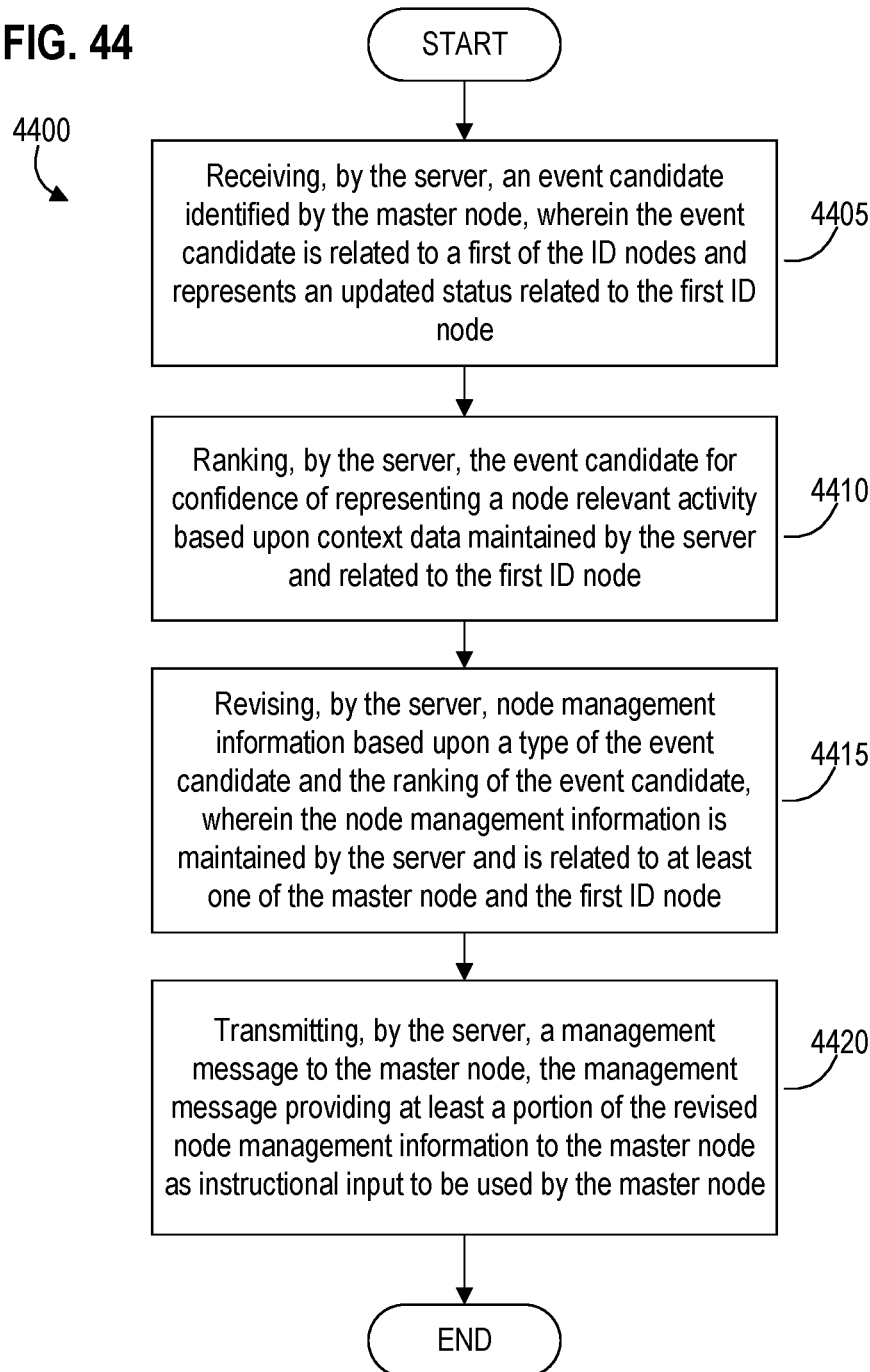 FIG. 44
START
4400
Receiving, by the server, an event candidate
identified by the master node, wherein the event
candidate is related to a first of the ID nodes and
represents an updated status related to the first ID
node
4405
Ranking, by the server, the event candidate for
confidence of representing a node relevant activity
based upon context data maintained by the server
and related to the first ID node
4410
Revising, by the server, node management
information based upon a type of the event
candidate and the ranking of the event candidate,
wherein the node management information is
maintained by the server and is related to at least
one of the master node and the first ID node
4415
Transmitting, by the server, a management
message to the master node, the management
message providing at least a portion of the revised
node management information to the master node
as instructional input to be used by the master node
4420
END